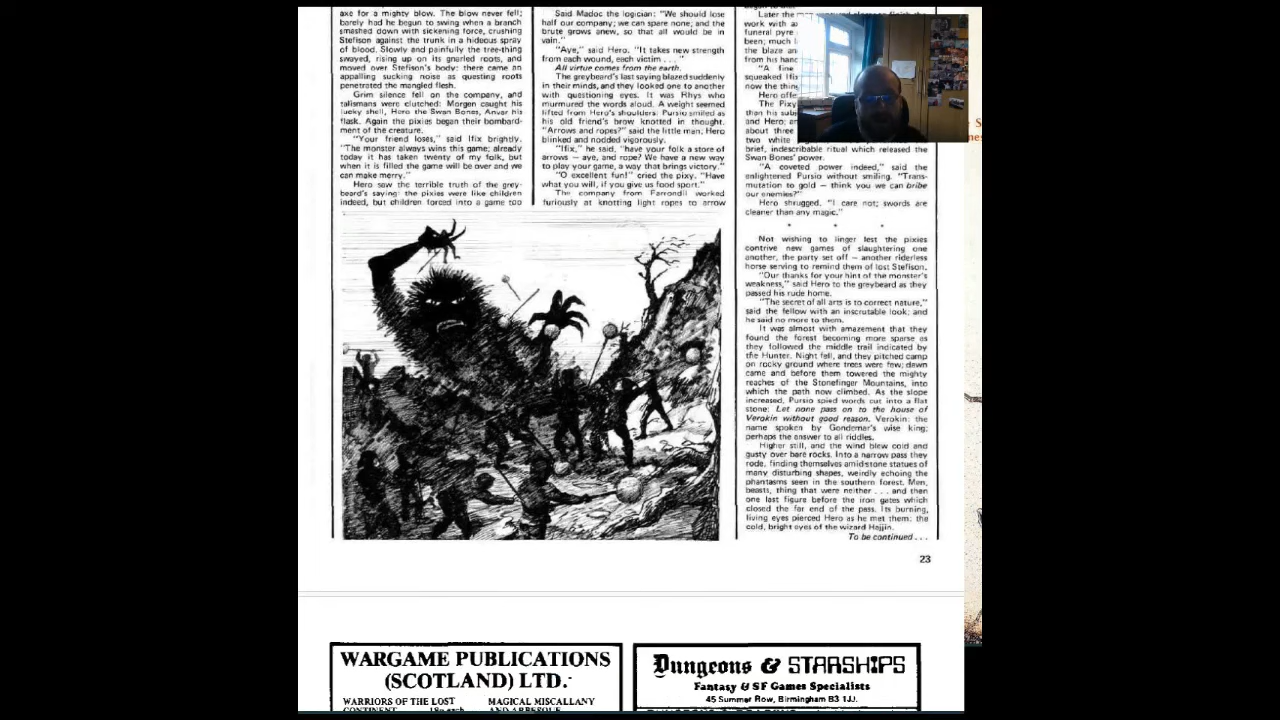 axe for a mighty blow. The blow never fell;
barely had he begun to swing when a branch
smashed down with sickening force, crushing
Stefison against the trunk in a hideous spray
of blood. Slowly and painfully the tree-thing
swayed, rising up on its gnarled roots, and
moved over Stefison's body: there came an
appalling sucking noise as questing roots
penetrated the mangled flesh.
Grim silence fell on the company, and
talismans were clutched: Morgen caught his
lucky shell, Hero the Swan Bones, Anvar his
flask. Again the pixies began their bombard-
ment of the creature.
"Your friend loses," said Ifix brightly.
"The monster always wins this game; already
today it has taken twenty of my folk, but
when it is filled the game will be over and we
can make merry."
Hero saw the terrible truth of the grey-
beard's saying: the pixies were like children
indeed, but children forced into a game too
Said Madoc the logician: "We should lose
half our company; we can spare none; and the
brute grows anew, so that all would be in
vain."
"Aye," said Hero. "It takes new strength
from each wound, each victim . . ."
All virtue comes from the earth.
The greybeard's last saying blazed suddenly
in their minds, and they looked one to another
with questioning eyes. It was Rhys who
murmured the words aloud. A weight seemed
lifted from Hero's shoulders: Pursio smiled as
his old friend's brow knotted in thought.
"Arrows and ropes?" said the little man; Hero
blinked and nodded vigorously.
"Ifix," he said, "have your folk a store of
arrows — aye, and rope? We have a new way
to play your game, a way that brings victory."
"O excellent fun!" cried the pixy. "Have
what you will, if you give us food sport."
The company from Farrondil worked
furiously at knotting light ropes to arrow
Later the
work with a
funeral pyre
been; much
the blaze an
from his han
"A fine
squeaked Ifix
now the thing
Hero offe
The Pixy
than his sub
Hero; an
about three
two white
brief, indescribable ritual which released the
Swan Bones' power.
"A coveted power indeed," said the
enlightened Pursio without smiling. "Trans-
mutation to gold — think you we can bribe
our enemies?"
Hero shrugged, "I care not; swords are
cleaner than any magic."
* * *
Not wishing to linger lest the pixies
contrive new games of slaughtering one
another, the party set off — another riderless
horse serving to remind them of lost Stefison.
"Our thanks for your hint of the monster's
weakness," said Hero to the greybeard as they
passed his rude home.
"The secret of all arts is to correct nature,"
said the fellow with an inscrutable look; and
he said no more to them.
It was almost with amazement that they
found the forest becoming more sparse as
they followed the middle trail indicated by
the Hunter. Night fell, and they pitched camp
on rocky ground where trees were few; dawn
came and before them towered the mighty
reaches of the Stonefinger Mountains, into
which the path now climbed. As the slope
increased, Pursio spied words cut into a flat
stone: Let none pass on to the house of
Verokin without good reason. Verokin: the
name spoken by Gondemar's wise king;
perhaps the answer to all riddles.
Higher still, and the wind blew cold and
gusty over bare rocks. Into a narrow pass they
rode, finding themselves amidst stone statues of
many disturbing shapes, weirdly echoing the
phantasms seen in the southern forest. Men,
beasts, thing that were neither . . . and then
one last figure before the iron gates which
closed the far end of the pass. Its burning,
living eyes pierced Hero as he met them: the
cold, bright eyes of the wizard Hajjin.
To be continued . . .
23
WARGAME PUBLICATIONS
(SCOTLAND) LTD.
WARRIORS OF THE LOST
CONTINENT
MAGICAL MISCALLANY
AND ARBESQUE
Dungeons & STARSHIPS
Fantasy & SF Games Specialists
45 Summer Row, Birmingham B3 1JJ.